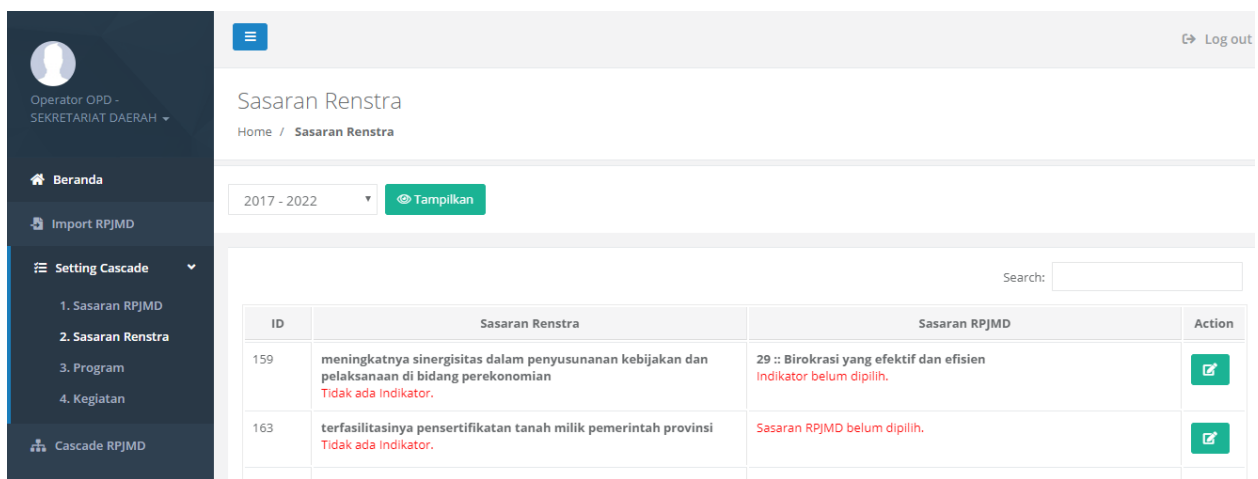 Operator OPD -
SEKRETARIAT DAERAH
Beranda
Import RPJMD
Setting Cascade
1. Sasaran RPJMD
2. Sasaran Renstra
3. Program
4. Kegiatan
Cascade RPJMD
Log out
Sasaran Renstra
Home / Sasaran Renstra
2017 - 2022
Tampilkan
Search:
ID Sasaran Renstra Sasaran RPJMD Action
159
meningkatnya sinergisitas dalam penyusunanan kebijakan dan
pelaksanaan di bidang perekonomian
Tidak ada Indikator.
29 :: Birokrasi yang efektif dan efisien
Indikator belum dipilih.
163
terfasilitasinya pensertifikatan tanah milik pemerintah provinsi
Tidak ada Indikator.
Sasaran RPJMD belum dipilih.